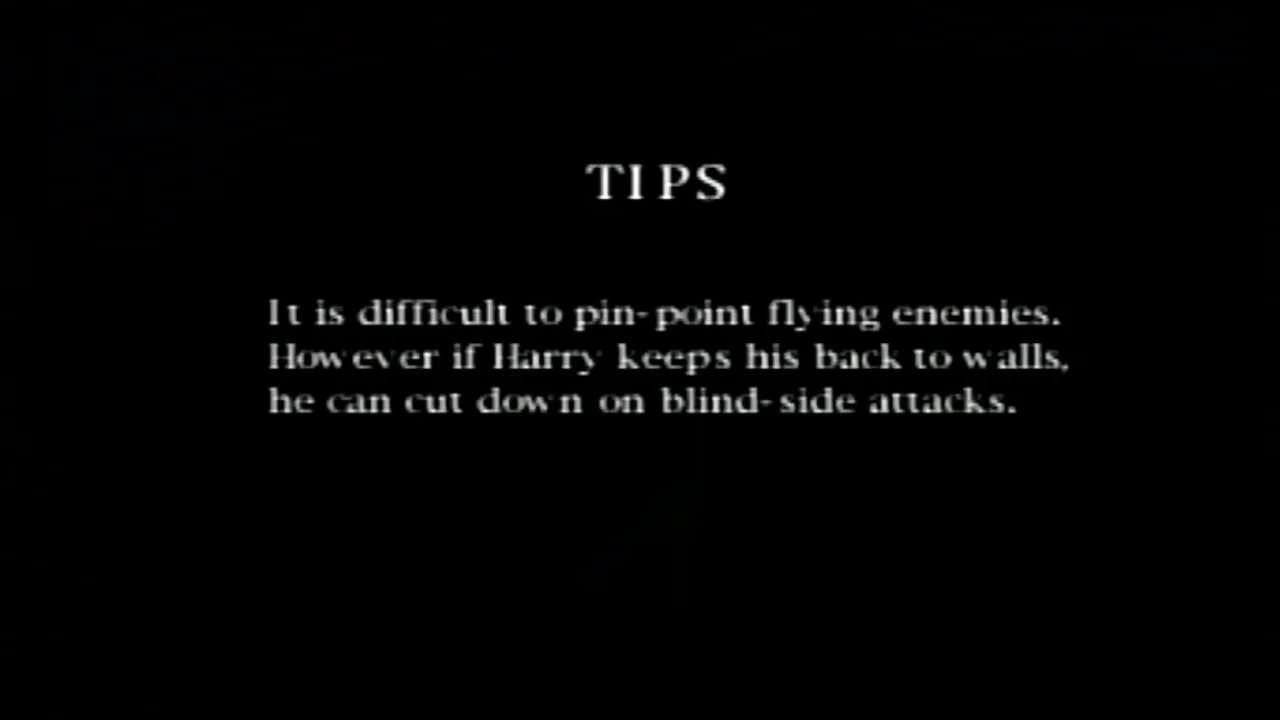 TIPS
It is difficult to pin-point flying enemies.
However if Harry keeps his back to walls,
he can cut down on blind-side attacks.